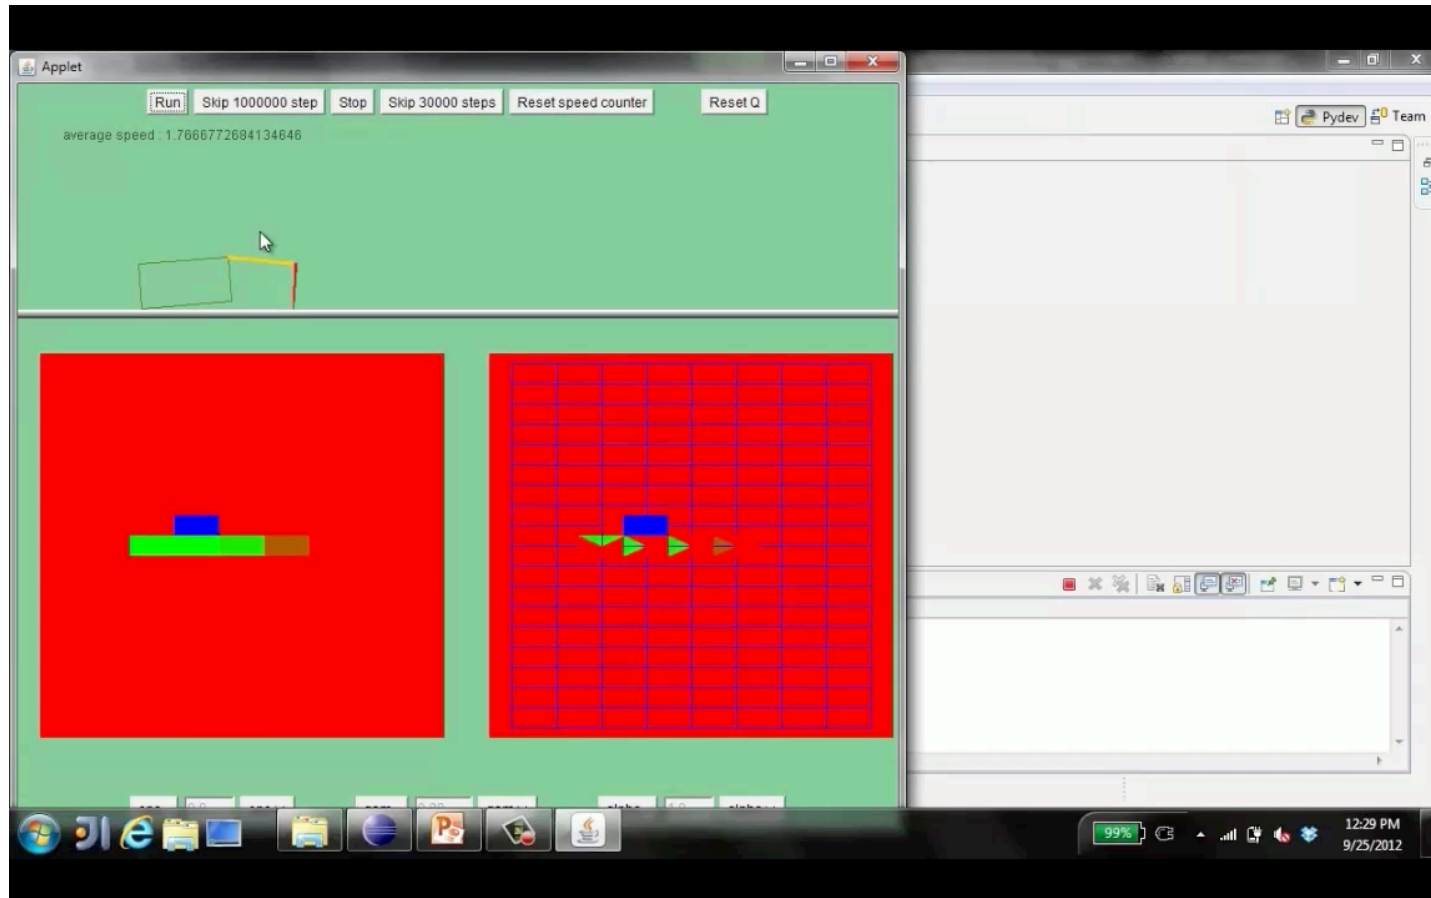 Applet
Run Skip 1000000 step Stop Skip 30000 steps Reset speed counter Reset Q
average speed : 1.7666772684134646
Pydev Team
99%
12:29 PM
9/25/2012